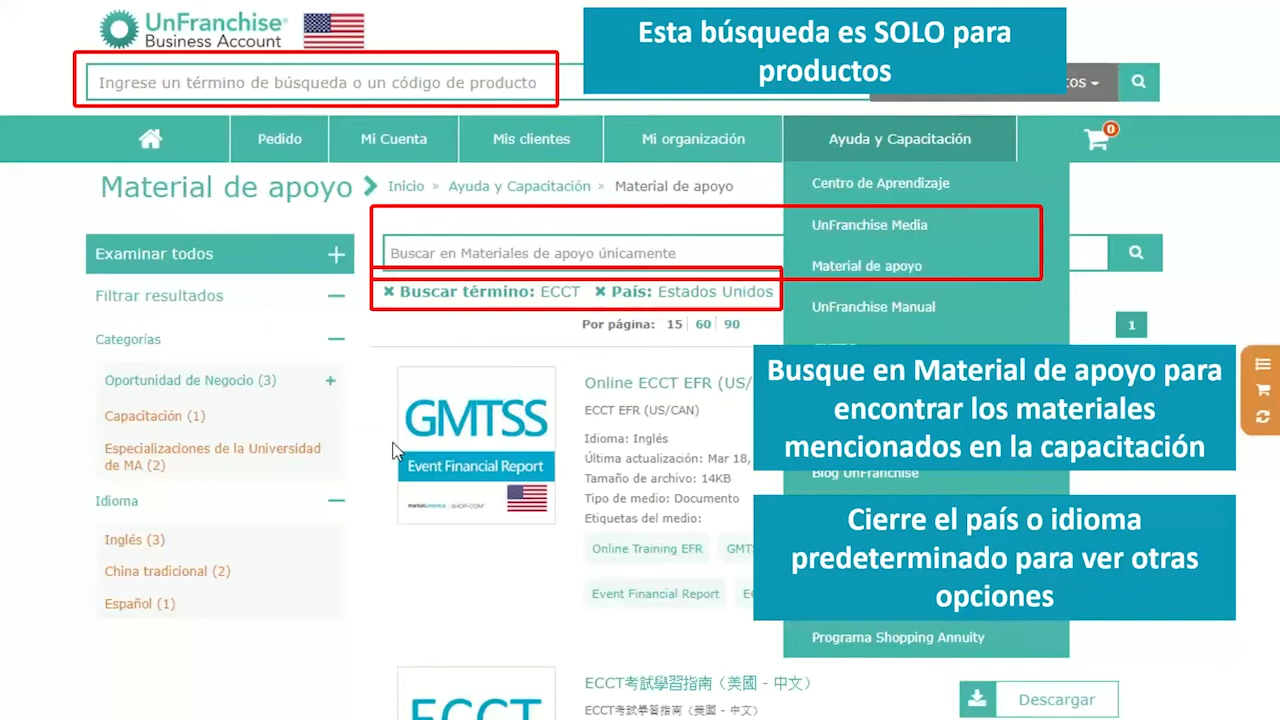 UnFranchise®
Business Account
Esta búsqueda es SOLO para
productos
Ingrese un término de búsqueda o un código de producto
Pedido
Mi Cuenta
Mis clientes
Mi organización
Ayuda y Capacitación
0
Material de apoyo
Inicio » Ayuda y Capacitación » Material de apoyo
Centro de Aprendizaje
UnFranchise Media
Material de apoyo
UnFranchise Manual
Examinar todos
Buscar en Materiales de apoyo únicamente
Buscar término: ECCT País: Estados Unidos
Por página: 15 60 90
1
Filtrar resultados
Categorías
Oportunidad de Negocio (3)
Capacitación (1)
Especializaciones de la Universidad
de MA (2)
Idioma
Inglés (3)
China tradicional (2)
Español (1)
GMTSS
Event Financial Report
marketamerica | SHOP•COM
Online ECCT EFR (US/
ECCT EFR (US/CAN)
Idioma: Inglés
Última actualización: Mar 18,
Tamaño de archivo: 14KB
Tipo de medio: Documento
Etiquetas del medio:
Online Training EFR
Event Financial Report
Busque en Material de apoyo para
encontrar los materiales
mencionados en la capacitación
Blog UnFranchise
Cierre el país o idioma
predeterminado para ver otras
opciones
Programa Shopping Annuity
ECCT
ECCT考試學習指南（美國 - 中文）
ECCT考試學習指南（美國 - 中文）
Descargar